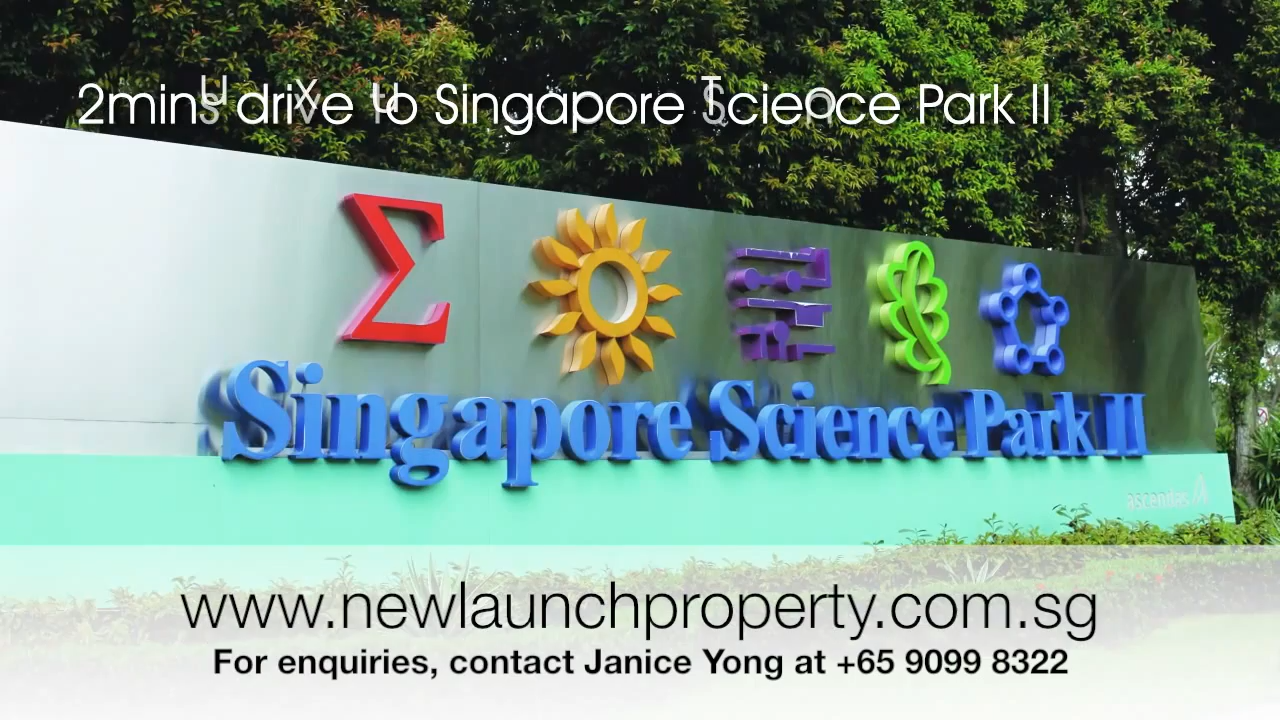 2mins drive to Singapore Science Park II
Σ
Singapore Science Park II
ascendas
www.newlaunchproperty.com.sg
For enquiries, contact Janice Yong at +65 9099 8322